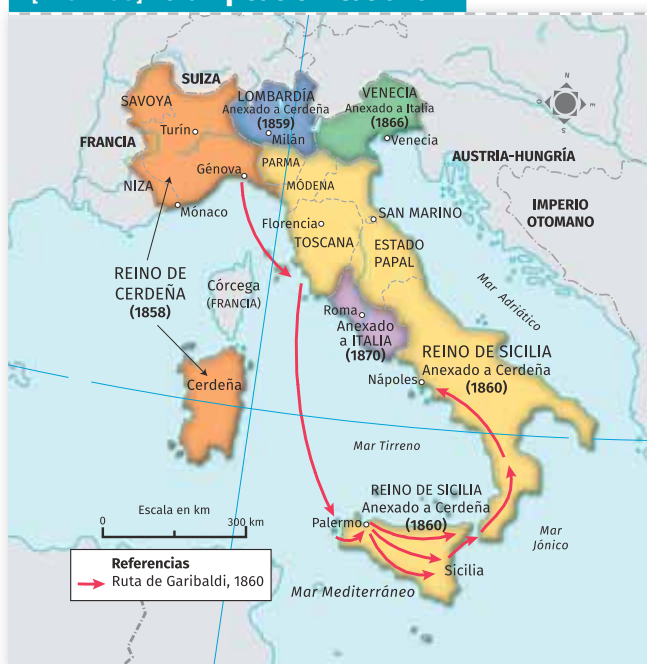 SUIZA
SAVOYA
LOMBARDÍA
Anexado a Cerdeña
(1859)
Milán
VENECIA
Anexado a Italia
(1866)
Venecia
N
O
E
S
Turín
FRANCIA
PARMA
Génova
MÓDENA
NIZA
Mónaco
AUSTRIA-HUNGRÍA
IMPERIO
OTOMANO
Florencia
TOSCANA
SAN MARINO
ESTADO
PAPAL
REINO DE
CERDEÑA
(1858)
Córcega
(FRANCIA)
Mar Adriático
Roma
Anexado
a ITALIA
(1870)
REINO DE SICILIA
Anexado a Cerdeña
(1860)
Nápoles
Cerdeña
Mar Tirreno
REINO DE SICILIA
Anexado a Cerdeña
(1860)
Palermo
Sicilia
Mar
Jónico
Mar Mediterráneo
Escala en km
0
300 km
Referencias
Ruta de Garibaldi, 1860